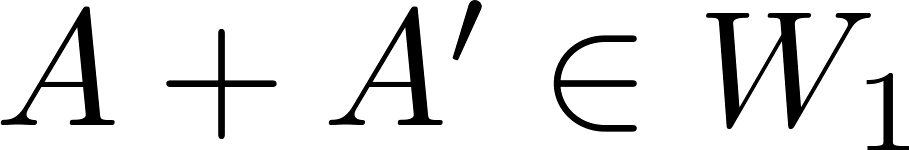 A + A′ ∈ W₁